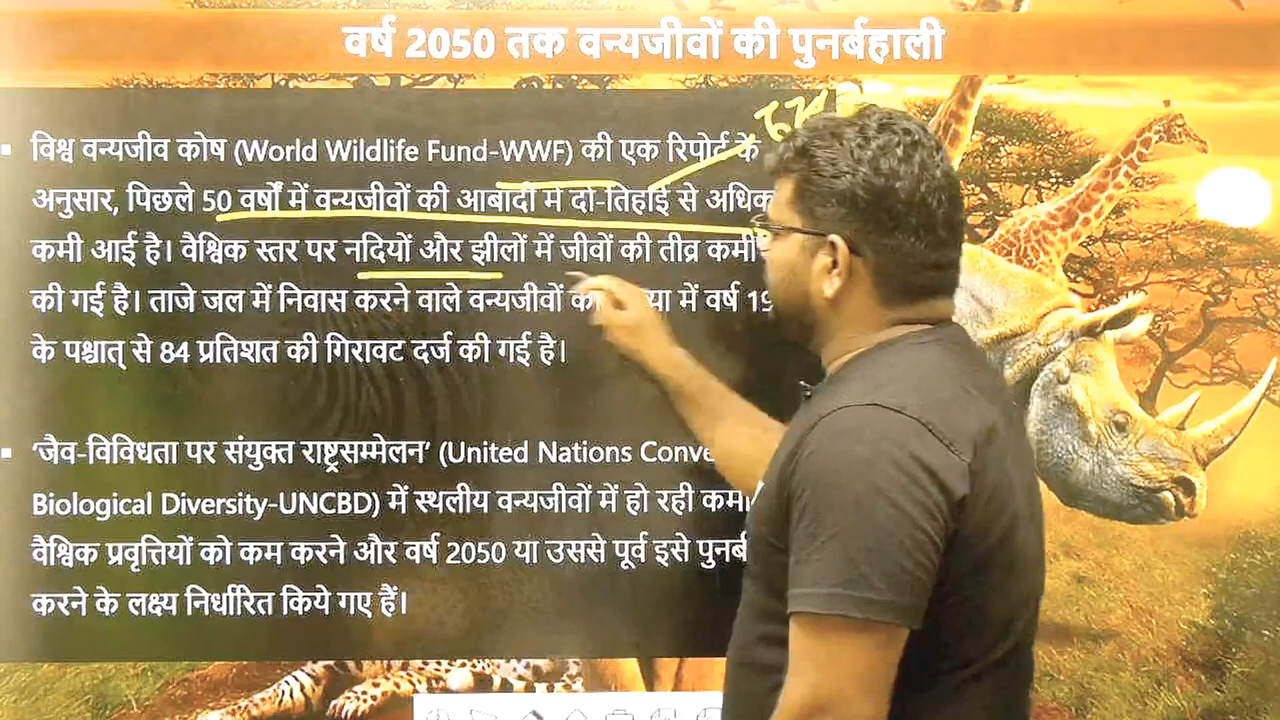 वर्ष 2050 तक वन्यजीवों की पुनर्बहाली
▪ विश्व वन्यजीव कोष (World Wildlife Fund-WWF) की एक रिपोर्ट के
अनुसार, पिछले 50 वर्षों में वन्यजीवों की आबादी में दो-तिहाई से अधिक
कमी आई है। वैश्विक स्तर पर नदियों और झीलों में जीवों की तीव्र कमी
की गई है। ताजे जल में निवास करने वाले वन्यजीवों में वर्ष
के पश्चात् से 84 प्रतिशत की गिरावट दर्ज की गई है।
▪ ‘जैव-विविधता पर संयुक्त राष्ट्रसम्मेलन’ (United Nations
Biological Diversity-UNCBD) में स्थलीय वन्यजीवों में हो रही कमी
वैश्विक प्रवृत्तियों को कम करने और वर्ष 2050 या उससे पूर्व इसे
करने के लक्ष्य निर्धारित किये गए हैं।